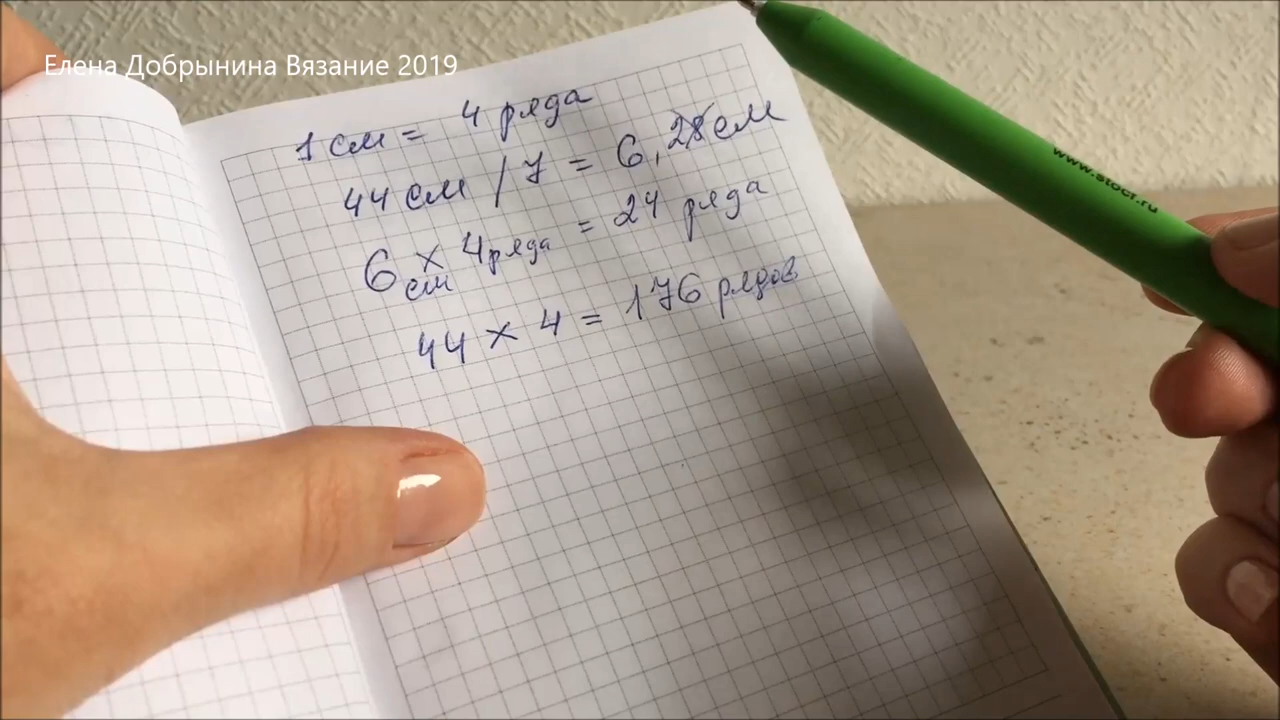 Елена Добрынина Вязание 2019
1 см = 4 ряда
44 см / 7 = 6,28 см
6 см х 4 ряда = 24 ряда
44 х 4 = 176 рядов
www.stocr.ru